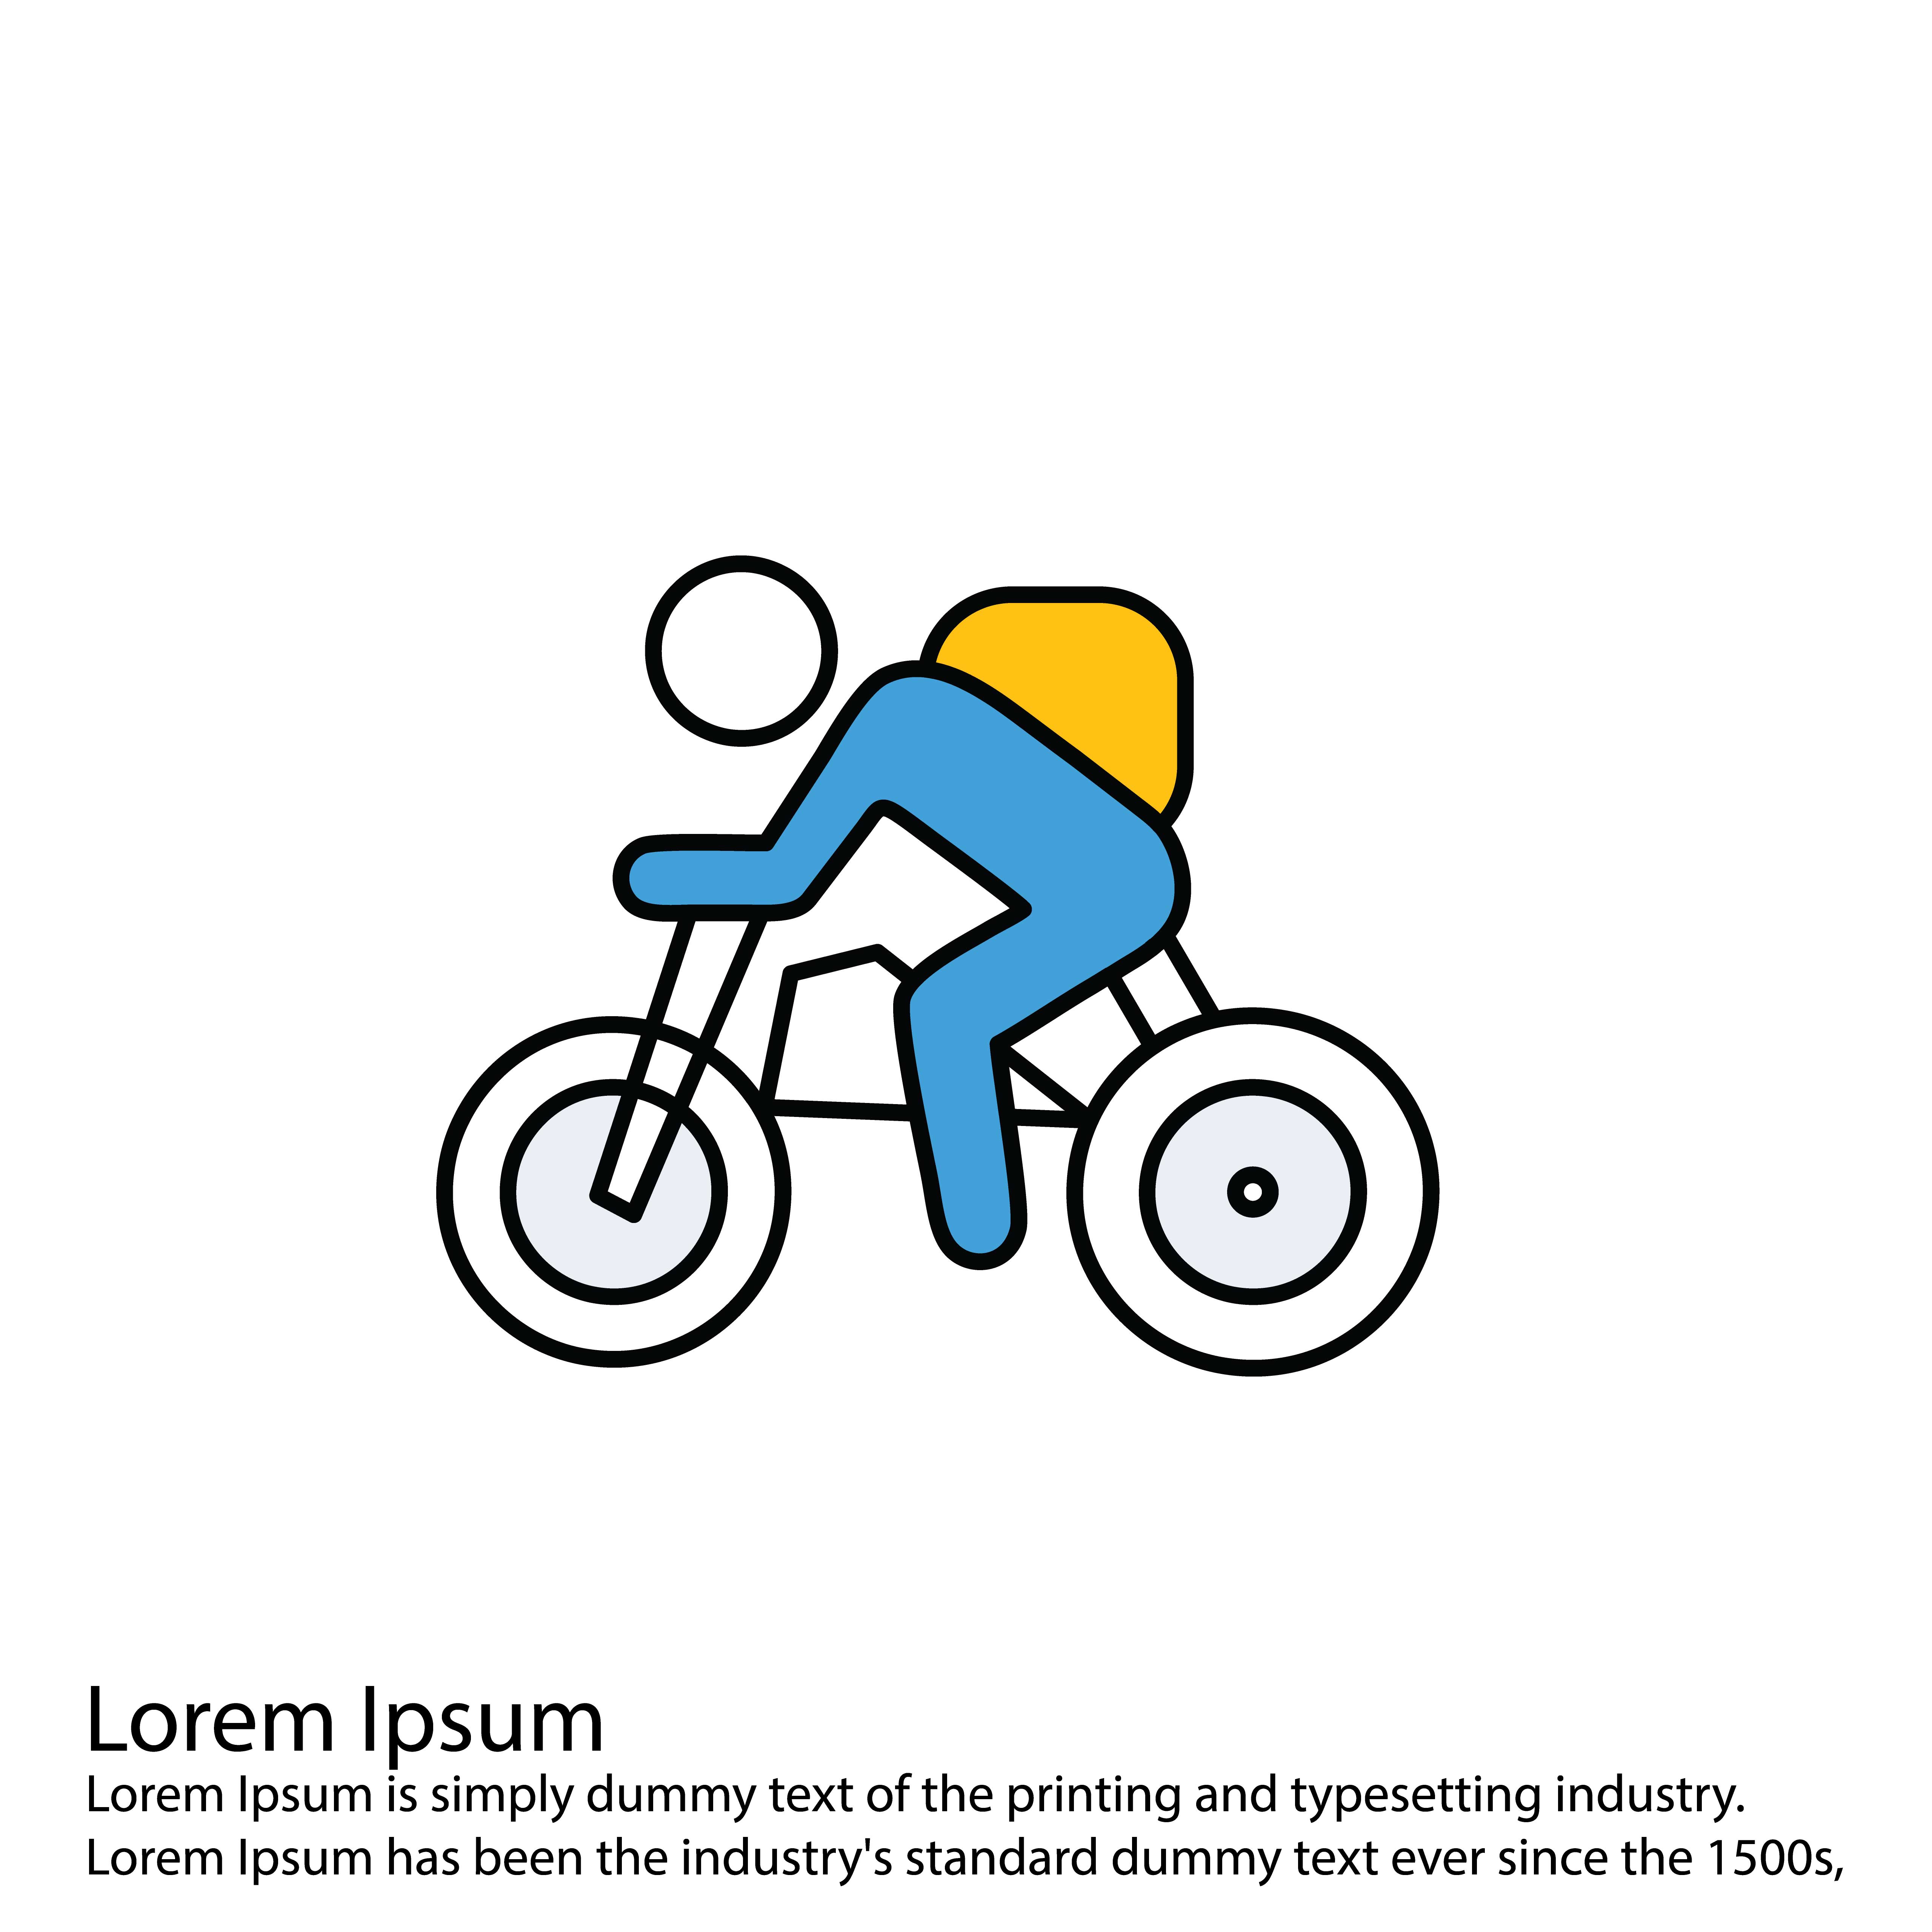 Lorem Ipsum
Lorem Ipsum is simply dummy text of the printing and typesetting industry.
Lorem Ipsum has been the industry's standard dummy text ever since the 1500s,